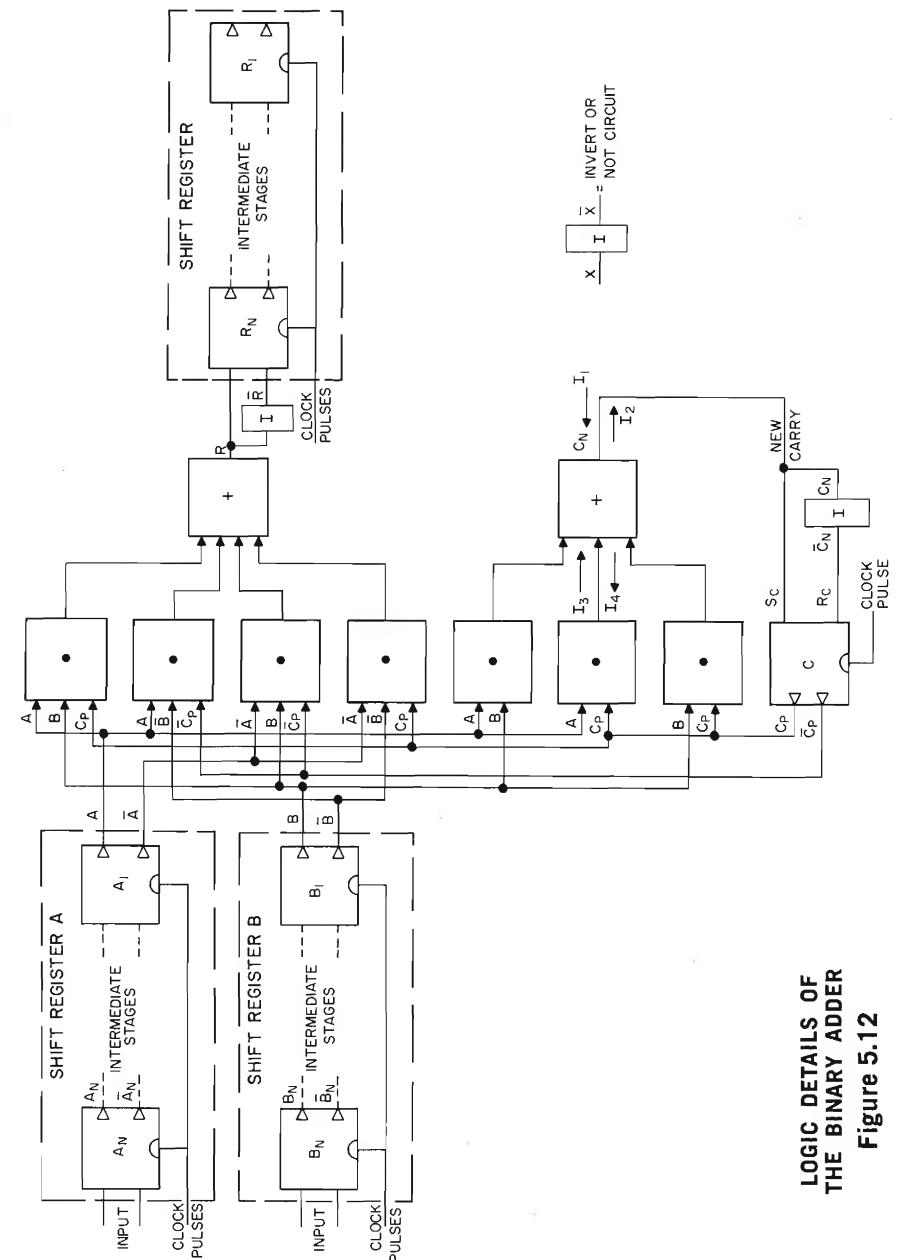 SHIFT REGISTER A
INPUT
AN
AN
ĀN
INTERMEDIATE
STAGES
A1
A
Ā
CLOCK
PULSES
SHIFT REGISTER B
INPUT
BN
BN
B̄N
INTERMEDIATE
STAGES
B1
B
B̄
CLOCK
PULSES
A
B
CP
A
B̄
C̄P
Ā
B
C̄P
Ā
B̄
CP
A
B
A
CP
B
CP
•
•
•
•
•
•
•
+
R
I
R̄
SHIFT REGISTER
RN
INTERMEDIATE
STAGES
R1
CLOCK
PULSES
I3
I4
+
CN
I1
I2
CP
C̄P
C
SC
RC
NEW
CARRY
C̄N
I
CN
CLOCK
PULSE
X
I
X̄
= INVERT OR
NOT CIRCUIT
LOGIC DETAILS OF
THE BINARY ADDER
Figure 5.12